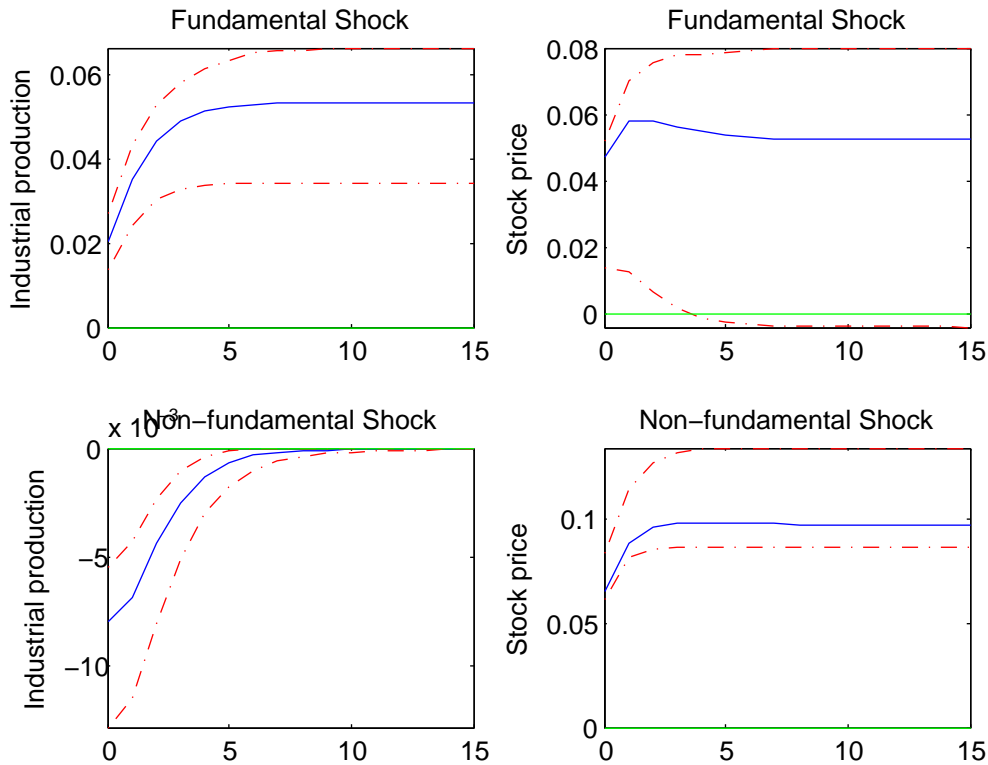 Fundamental Shock
Industrial production
0.06
0.04
0.02
0
0 5 10 15
Fundamental Shock
Stock price
0.08
0.06
0.04
0.02
0
0 5 10 15
Non−fundamental Shock
x 10−3
Industrial production
0
−5
−10
0 5 10 15
Non−fundamental Shock
Stock price
0.1
0.05
0
0 5 10 15